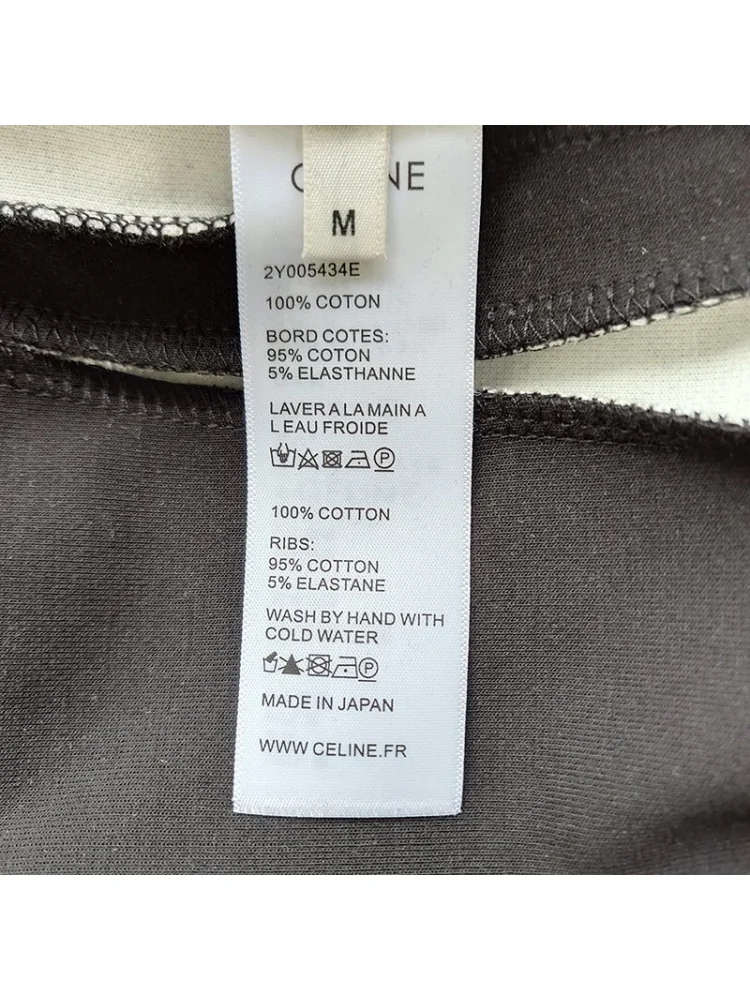 M
2Y005434E
100% COTON
BORD COTES:
95% COTON
5% ELASTHANNE
LAVER A LA MAIN A
L EAU FROIDE
P
100% COTTON
RIBS:
95% COTTON
5% ELASTANE
WASH BY HAND WITH
COLD WATER
P
MADE IN JAPAN
WWW CELINE.FR